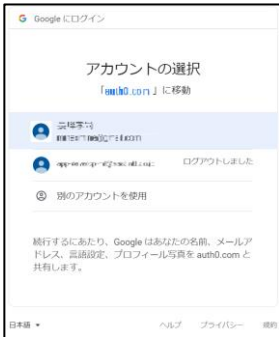 Google にログイン
アカウントの選択
「auth0.com」に移動
ログアウトしました
別のアカウントを使用
続行するにあたり、Google はあなたの名前、メールア
ドレス、言語設定、プロフィール写真を auth0.com と
共有します。
日本語
ヘルプ プライバシー 規約